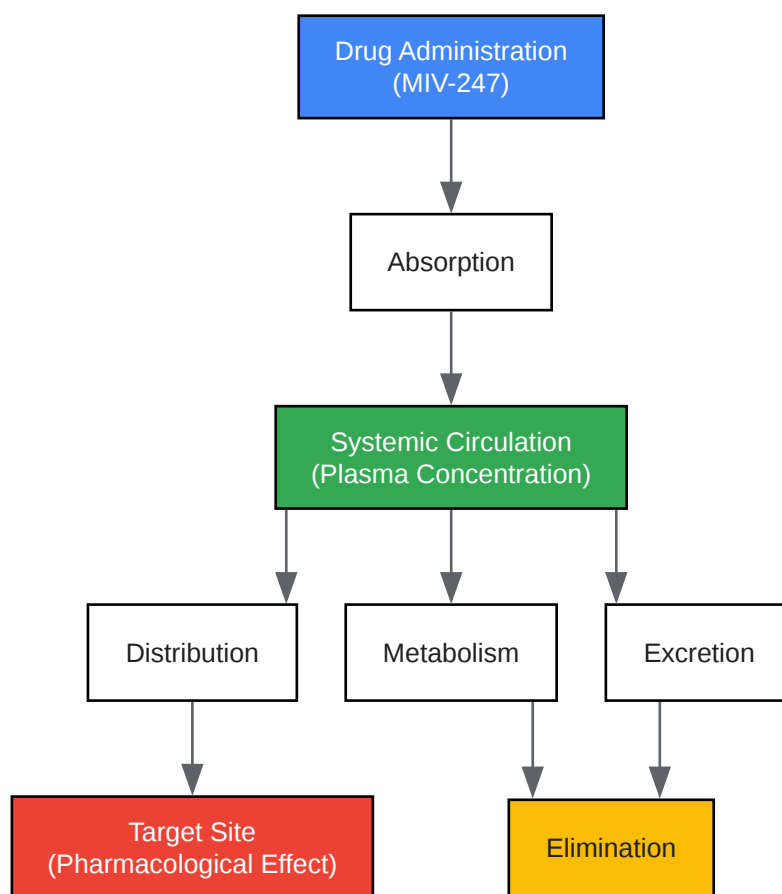 Drug Administration
(MIV-247)
Absorption
Systemic Circulation
(Plasma Concentration)
Distribution
Metabolism
Excretion
Target Site
(Pharmacological Effect)
Elimination